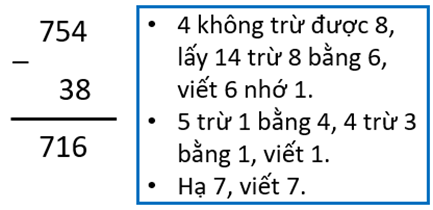 754
–
38
716
• 4 không trừ được 8,
lấy 14 trừ 8 bằng 6,
viết 6 nhớ 1.
• 5 trừ 1 bằng 4, 4 trừ 3
bằng 1, viết 1.
• Hạ 7, viết 7.